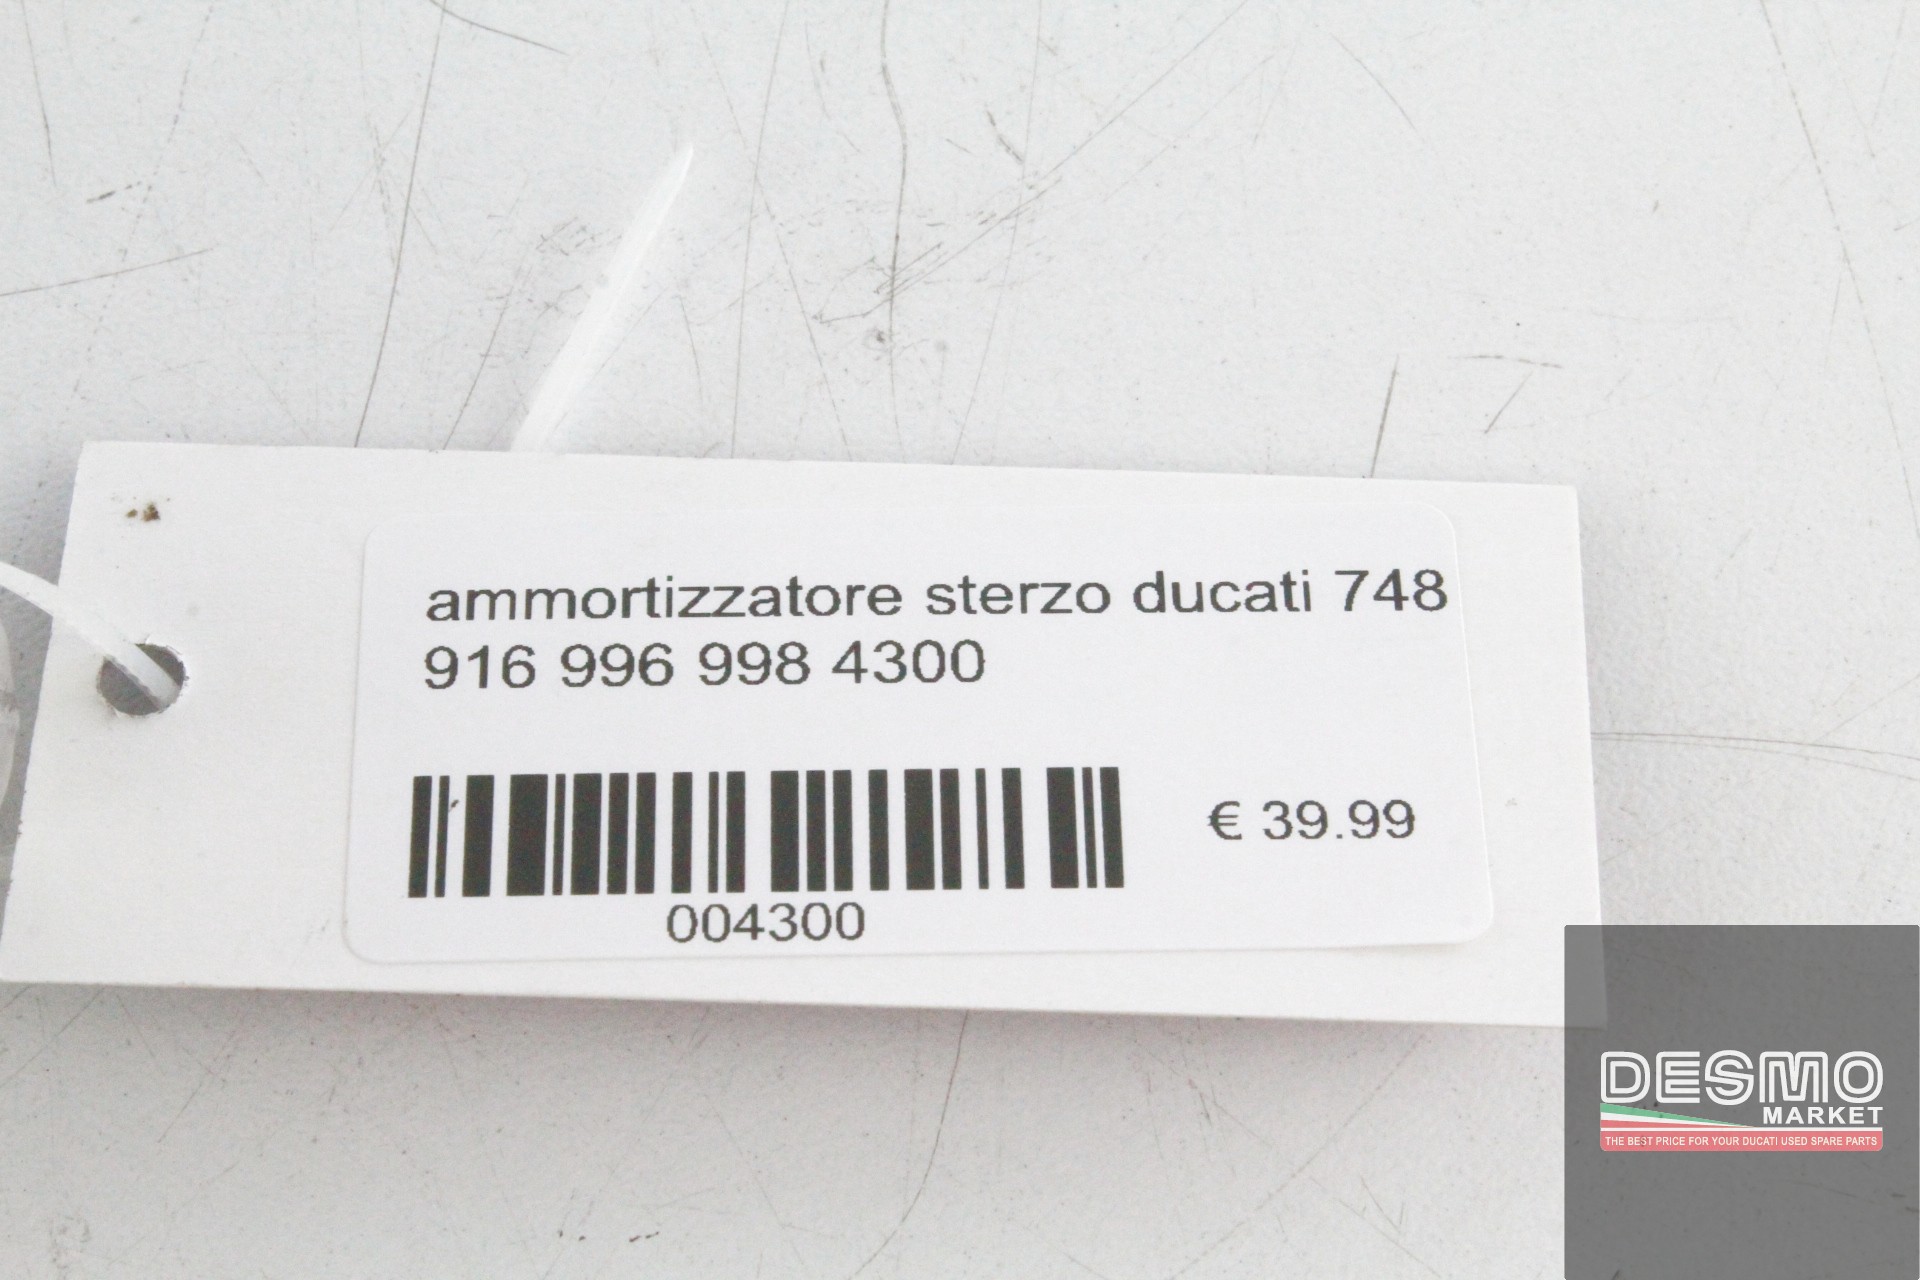 ammortizzatore sterzo ducati 748
916 996 998 4300
€ 39.99
004300
DESMO
MARKET
THE BEST PRICE FOR YOUR DUCATI USED SPARE PARTS